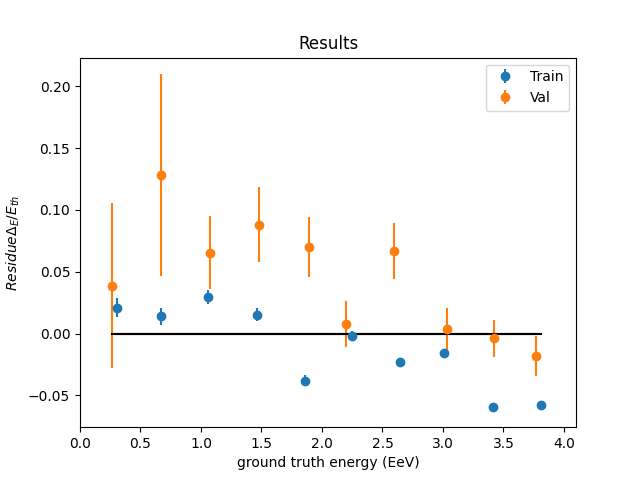 Results
Train
Val
0.20
0.15
0.10
0.05
0.00
−0.05
Residue Δ_E/E_th
0.0 0.5 1.0 1.5 2.0 2.5 3.0 3.5 4.0
ground truth energy (EeV)